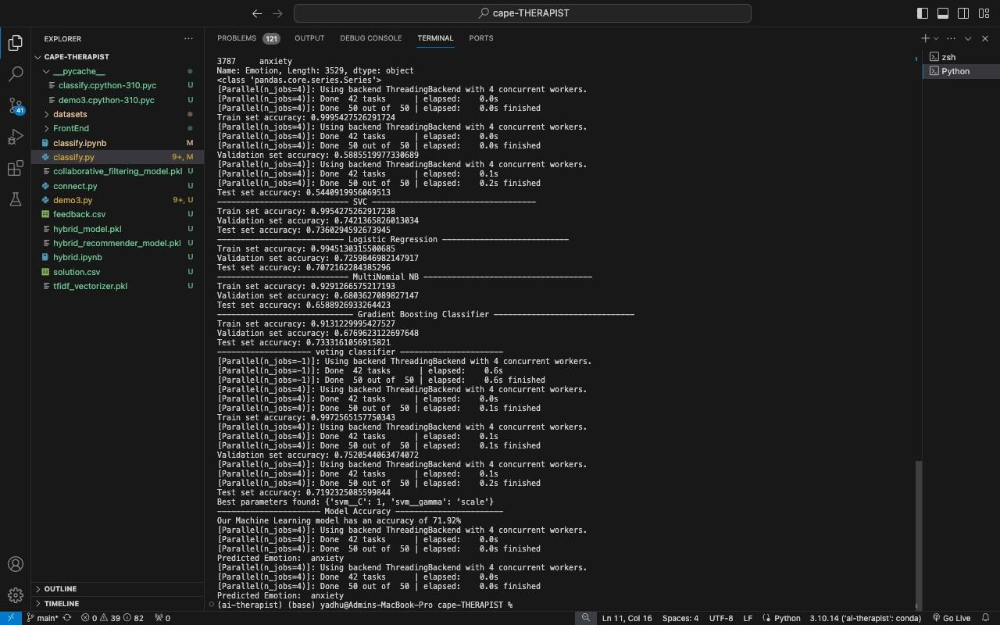 cape-THERAPIST
EXPLORER
CAPE-THERAPIST
__pycache__
classify.cpython-310.pyc U
demo3.cpython-310.pyc U
datasets
FrontEnd
classify.ipynb M
classify.py 9+, M
collaborative_filtering_model.pkl U
connect.py U
demo3.py 9+, U
feedback.csv U
hybrid_model.pkl U
hybrid_recommender_model.pkl U
hybrid.ipynb U
solution.csv U
tfidf_vectorizer.pkl U
OUTLINE
TIMELINE
41
PROBLEMS 121 OUTPUT DEBUG CONSOLE TERMINAL PORTS
zsh
Python
3787 anxiety
Name: Emotion, Length: 3529, dtype: object
<class 'pandas.core.series.Series'>
[Parallel(n_jobs=4)]: Using backend ThreadingBackend with 4 concurrent workers.
[Parallel(n_jobs=4)]: Done 42 tasks | elapsed: 0.0s
[Parallel(n_jobs=4)]: Done 50 out of 50 | elapsed: 0.0s finished
Train set accuracy: 0.9995427526291724
[Parallel(n_jobs=4)]: Using backend ThreadingBackend with 4 concurrent workers.
[Parallel(n_jobs=4)]: Done 42 tasks | elapsed: 0.0s
[Parallel(n_jobs=4)]: Done 50 out of 50 | elapsed: 0.0s finished
Validation set accuracy: 0.5885519977330689
[Parallel(n_jobs=4)]: Using backend ThreadingBackend with 4 concurrent workers.
[Parallel(n_jobs=4)]: Done 42 tasks | elapsed: 0.1s
[Parallel(n_jobs=4)]: Done 50 out of 50 | elapsed: 0.2s finished
Test set accuracy: 0.5440919956069513
——————————————————————————— SVC ———————————————————————————————————
Train set accuracy: 0.9954275262917238
Validation set accuracy: 0.7421365826013034
Test set accuracy: 0.7360294592673945
——————————————————————————— Logistic Regression ———————————————————————————
Train set accuracy: 0.9945130315500685
Validation set accuracy: 0.7259846982147917
Test set accuracy: 0.7072162284385296
———————————————————————————— MultiNomial NB ————————————————————————————————————
Train set accuracy: 0.9291266575217193
Validation set accuracy: 0.6803627089827147
Test set accuracy: 0.6588926933264423
————————————————————————————— Gradient Boosting Classifier ——————————————————————————————
Train set accuracy: 0.9131229995427527
Validation set accuracy: 0.6769623122697648
Test set accuracy: 0.7333161056915821
———————————————————— voting classifier ——————————————————————
[Parallel(n_jobs=-1)]: Using backend ThreadingBackend with 4 concurrent workers.
[Parallel(n_jobs=-1)]: Done 42 tasks | elapsed: 0.6s
[Parallel(n_jobs=-1)]: Done 50 out of 50 | elapsed: 0.6s finished
[Parallel(n_jobs=4)]: Using backend ThreadingBackend with 4 concurrent workers.
[Parallel(n_jobs=4)]: Done 42 tasks | elapsed: 0.0s
[Parallel(n_jobs=4)]: Done 50 out of 50 | elapsed: 0.1s finished
Train set accuracy: 0.9972565157750343
[Parallel(n_jobs=4)]: Using backend ThreadingBackend with 4 concurrent workers.
[Parallel(n_jobs=4)]: Done 42 tasks | elapsed: 0.1s
[Parallel(n_jobs=4)]: Done 50 out of 50 | elapsed: 0.1s finished
Validation set accuracy: 0.7520544063474072
[Parallel(n_jobs=4)]: Using backend ThreadingBackend with 4 concurrent workers.
[Parallel(n_jobs=4)]: Done 42 tasks | elapsed: 0.1s
[Parallel(n_jobs=4)]: Done 50 out of 50 | elapsed: 0.2s finished
Test set accuracy: 0.7192325085599844
Best parameters found: {'svm__C': 1, 'svm__gamma': 'scale'}
—————————————————————— Model Accuracy ———————————————————————
Our Machine Learning model has an accuracy of 71.92%
[Parallel(n_jobs=4)]: Using backend ThreadingBackend with 4 concurrent workers.
[Parallel(n_jobs=4)]: Done 42 tasks | elapsed: 0.0s
[Parallel(n_jobs=4)]: Done 50 out of 50 | elapsed: 0.0s finished
Predicted Emotion: anxiety
[Parallel(n_jobs=4)]: Using backend ThreadingBackend with 4 concurrent workers.
[Parallel(n_jobs=4)]: Done 42 tasks | elapsed: 0.0s
[Parallel(n_jobs=4)]: Done 50 out of 50 | elapsed: 0.0s finished
Predicted Emotion: anxiety
(ai-therapist) (base) yadhu@Admins-MacBook-Pro cape-THERAPIST %
main* 0 39 82 0 Ln 11, Col 16 Spaces: 4 UTF-8 LF Python 3.10.14 ('ai-therapist': conda) Go Live